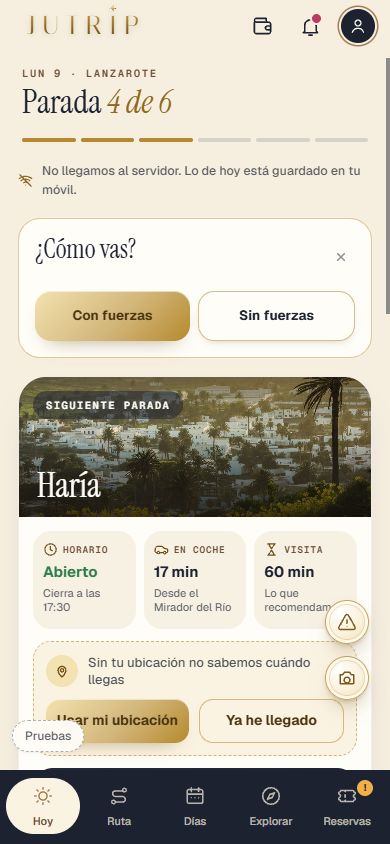 JUTRIP
LUN 9 · LANZAROTE
Parada 4 de 6
No llegamos al servidor. Lo de hoy está guardado en tu
móvil.
¿Cómo vas?
×
Con fuerzas
Sin fuerzas
SIGUIENTE PARADA
Haría
HORARIO
Abierto
Cierra a las
17:30
EN COCHE
17 min
Desde el
Mirador del Río
VISITA
60 min
Lo que
Sin tu ubicación no sabemos cuándo
llegas
Usar mi ubicación
Ya he llegado
Pruebas
Hoy
Ruta
Días
Explorar
!
Reservas